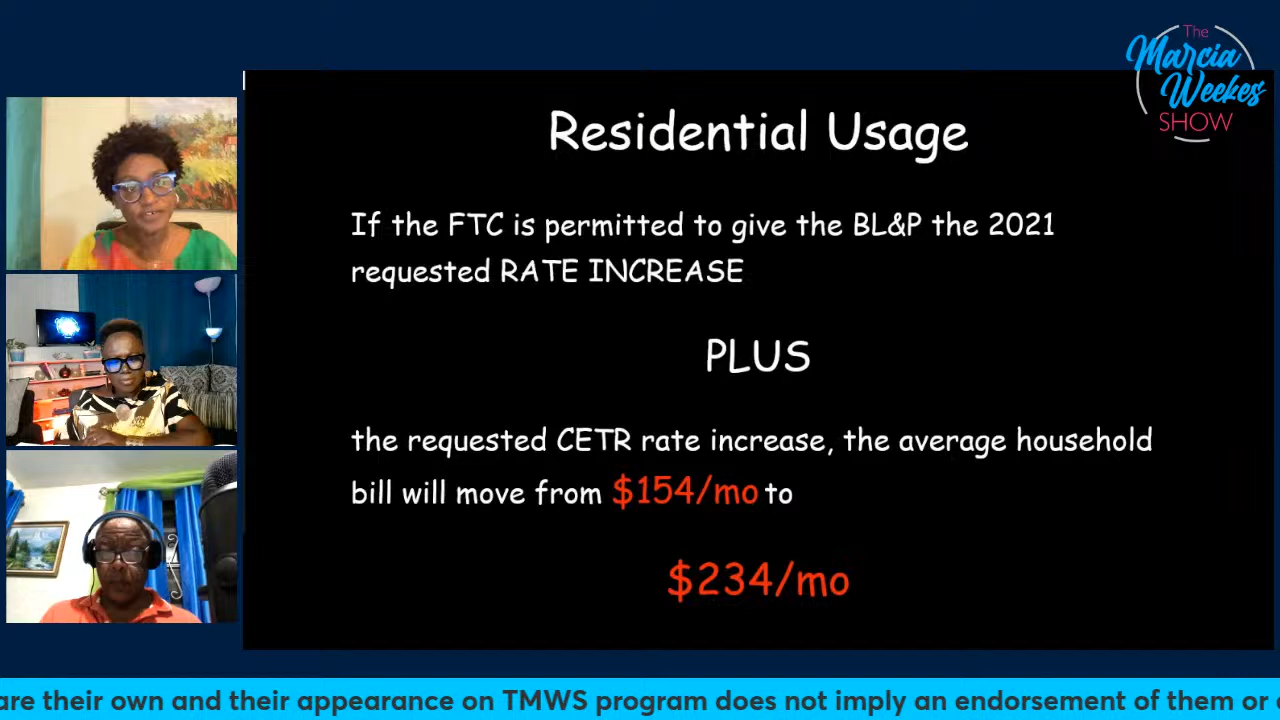 The
Marcia
Weekes
SHOW
Residential Usage
If the FTC is permitted to give the BL&P the 2021
requested RATE INCREASE
PLUS
the requested CETR rate increase, the average household
bill will move from $154/mo to
$234/mo
are their own and their appearance on TMWS program does not imply an endorsement of them or